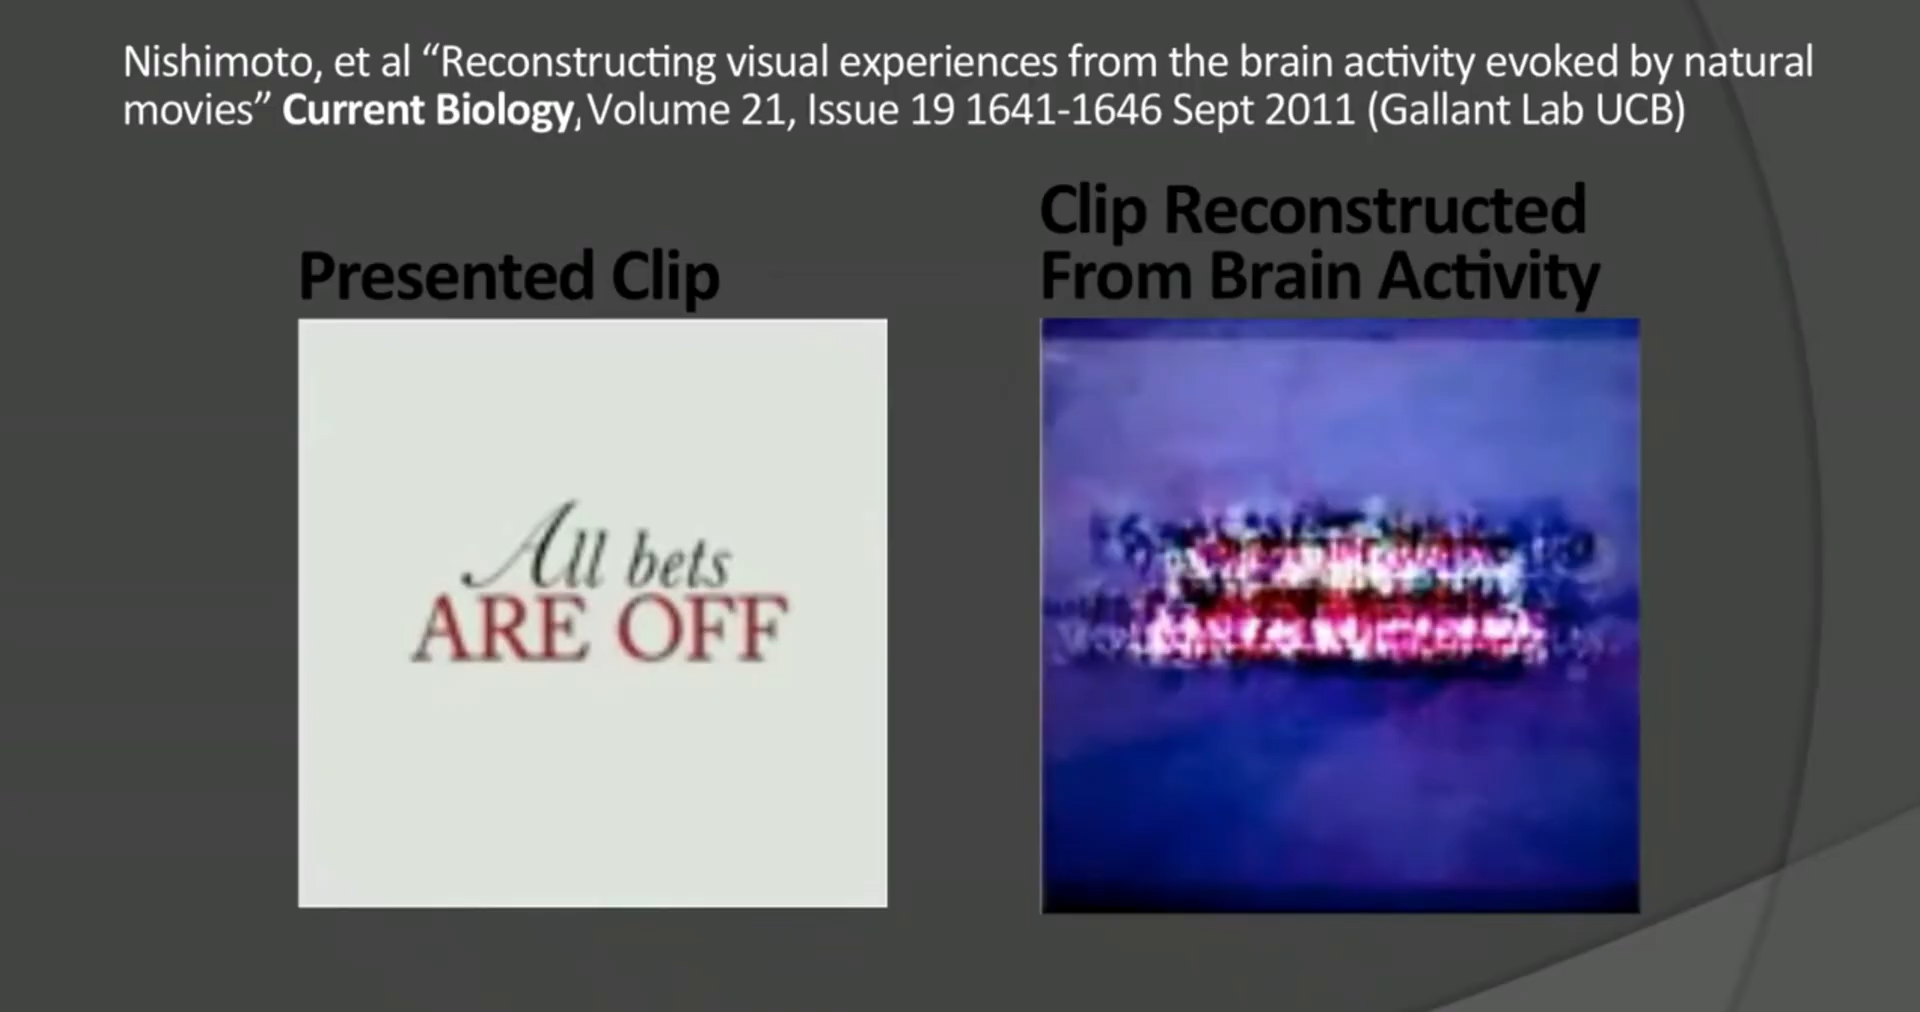 Nishimoto, et al “Reconstructing visual experiences from the brain activity evoked by natural
movies” Current Biology, Volume 21, Issue 19 1641-1646 Sept 2011 (Gallant Lab UCB)
Presented Clip
Clip Reconstructed
From Brain Activity
All bets
ARE OFF